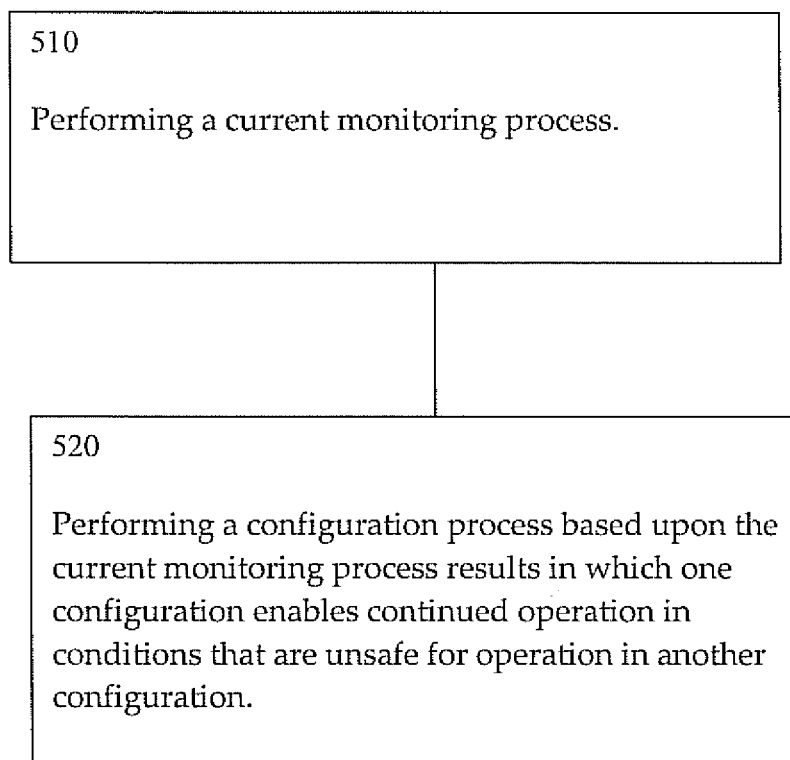 510
Performing a current monitoring process.
520
Performing a configuration process based upon the
current monitoring process results in which one
configuration enables continued operation in
conditions that are unsafe for operation in another
configuration.